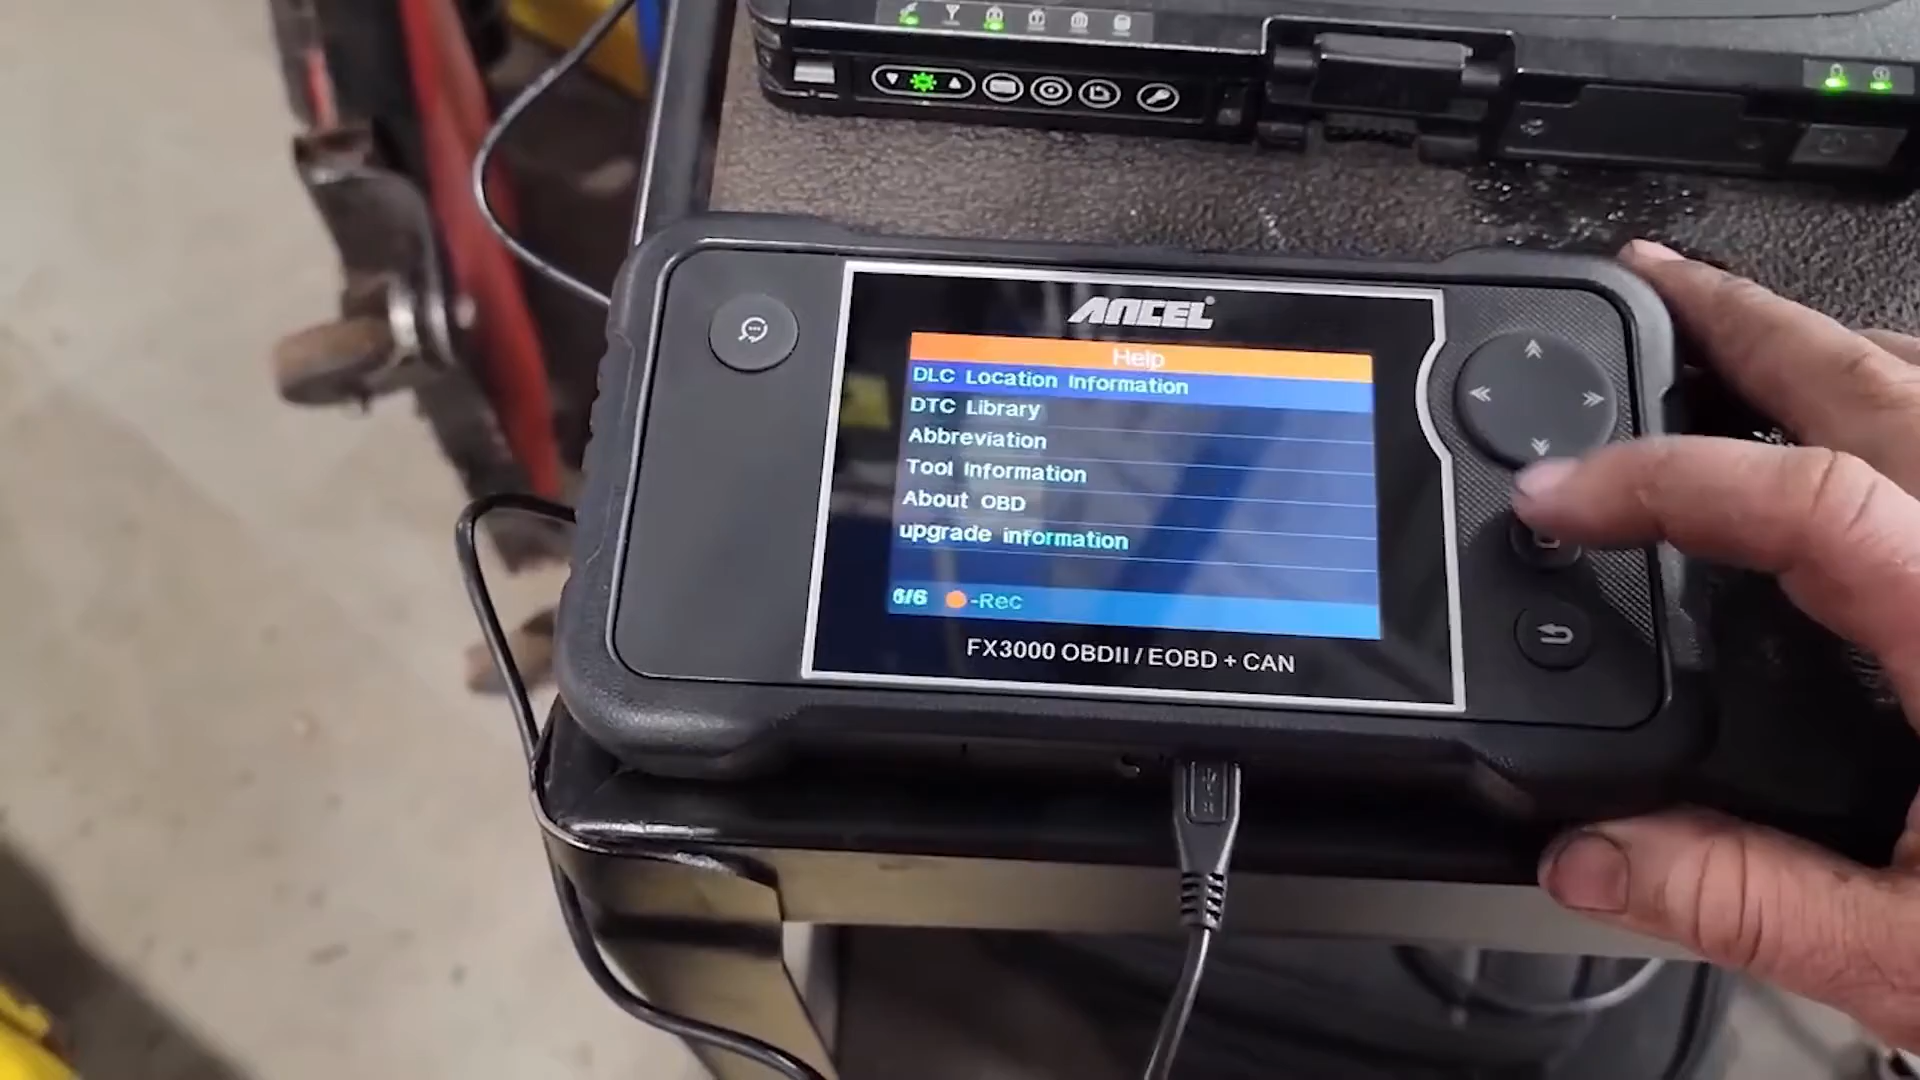 ANCEL
Help
DLC Location Information
DTC Library
Abbreviation
Tool Information
About OBD
upgrade information
6/6 -Rec
FX3000 OBDII / EOBD + CAN